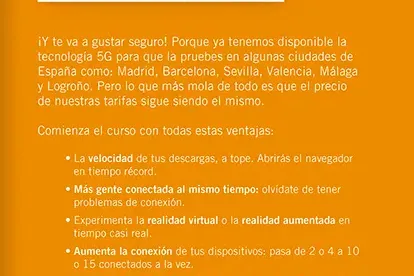 ¡Y te va a gustar seguro! Porque ya tenemos disponible la
tecnología 5G para que la pruebes en algunas ciudades de
España como: Madrid, Barcelona, Sevilla, Valencia, Málaga
y Logroño. Pero lo que más mola de todo es que el precio
de nuestras tarifas sigue siendo el mismo.
Comienza el curso con todas estas ventajas:
• La velocidad de tus descargas, a tope. Abrirás el navegador
en tiempo récord.
• Más gente conectada al mismo tiempo: olvídate de tener
problemas de conexión.
• Experimenta la realidad virtual o la realidad aumentada en
tiempo casi real.
• Aumenta la conexión de tus dispositivos: pasa de 2 o 4 a 10
o 15 conectados a la vez.